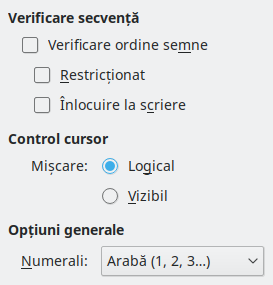 Verificare secvență
Verificare ordine semne
Restricționat
Înlocuire la scriere
Control cursor
Mișcare: Logical
Vizibil
Opțiuni generale
Numerali: Arabă (1, 2, 3...)